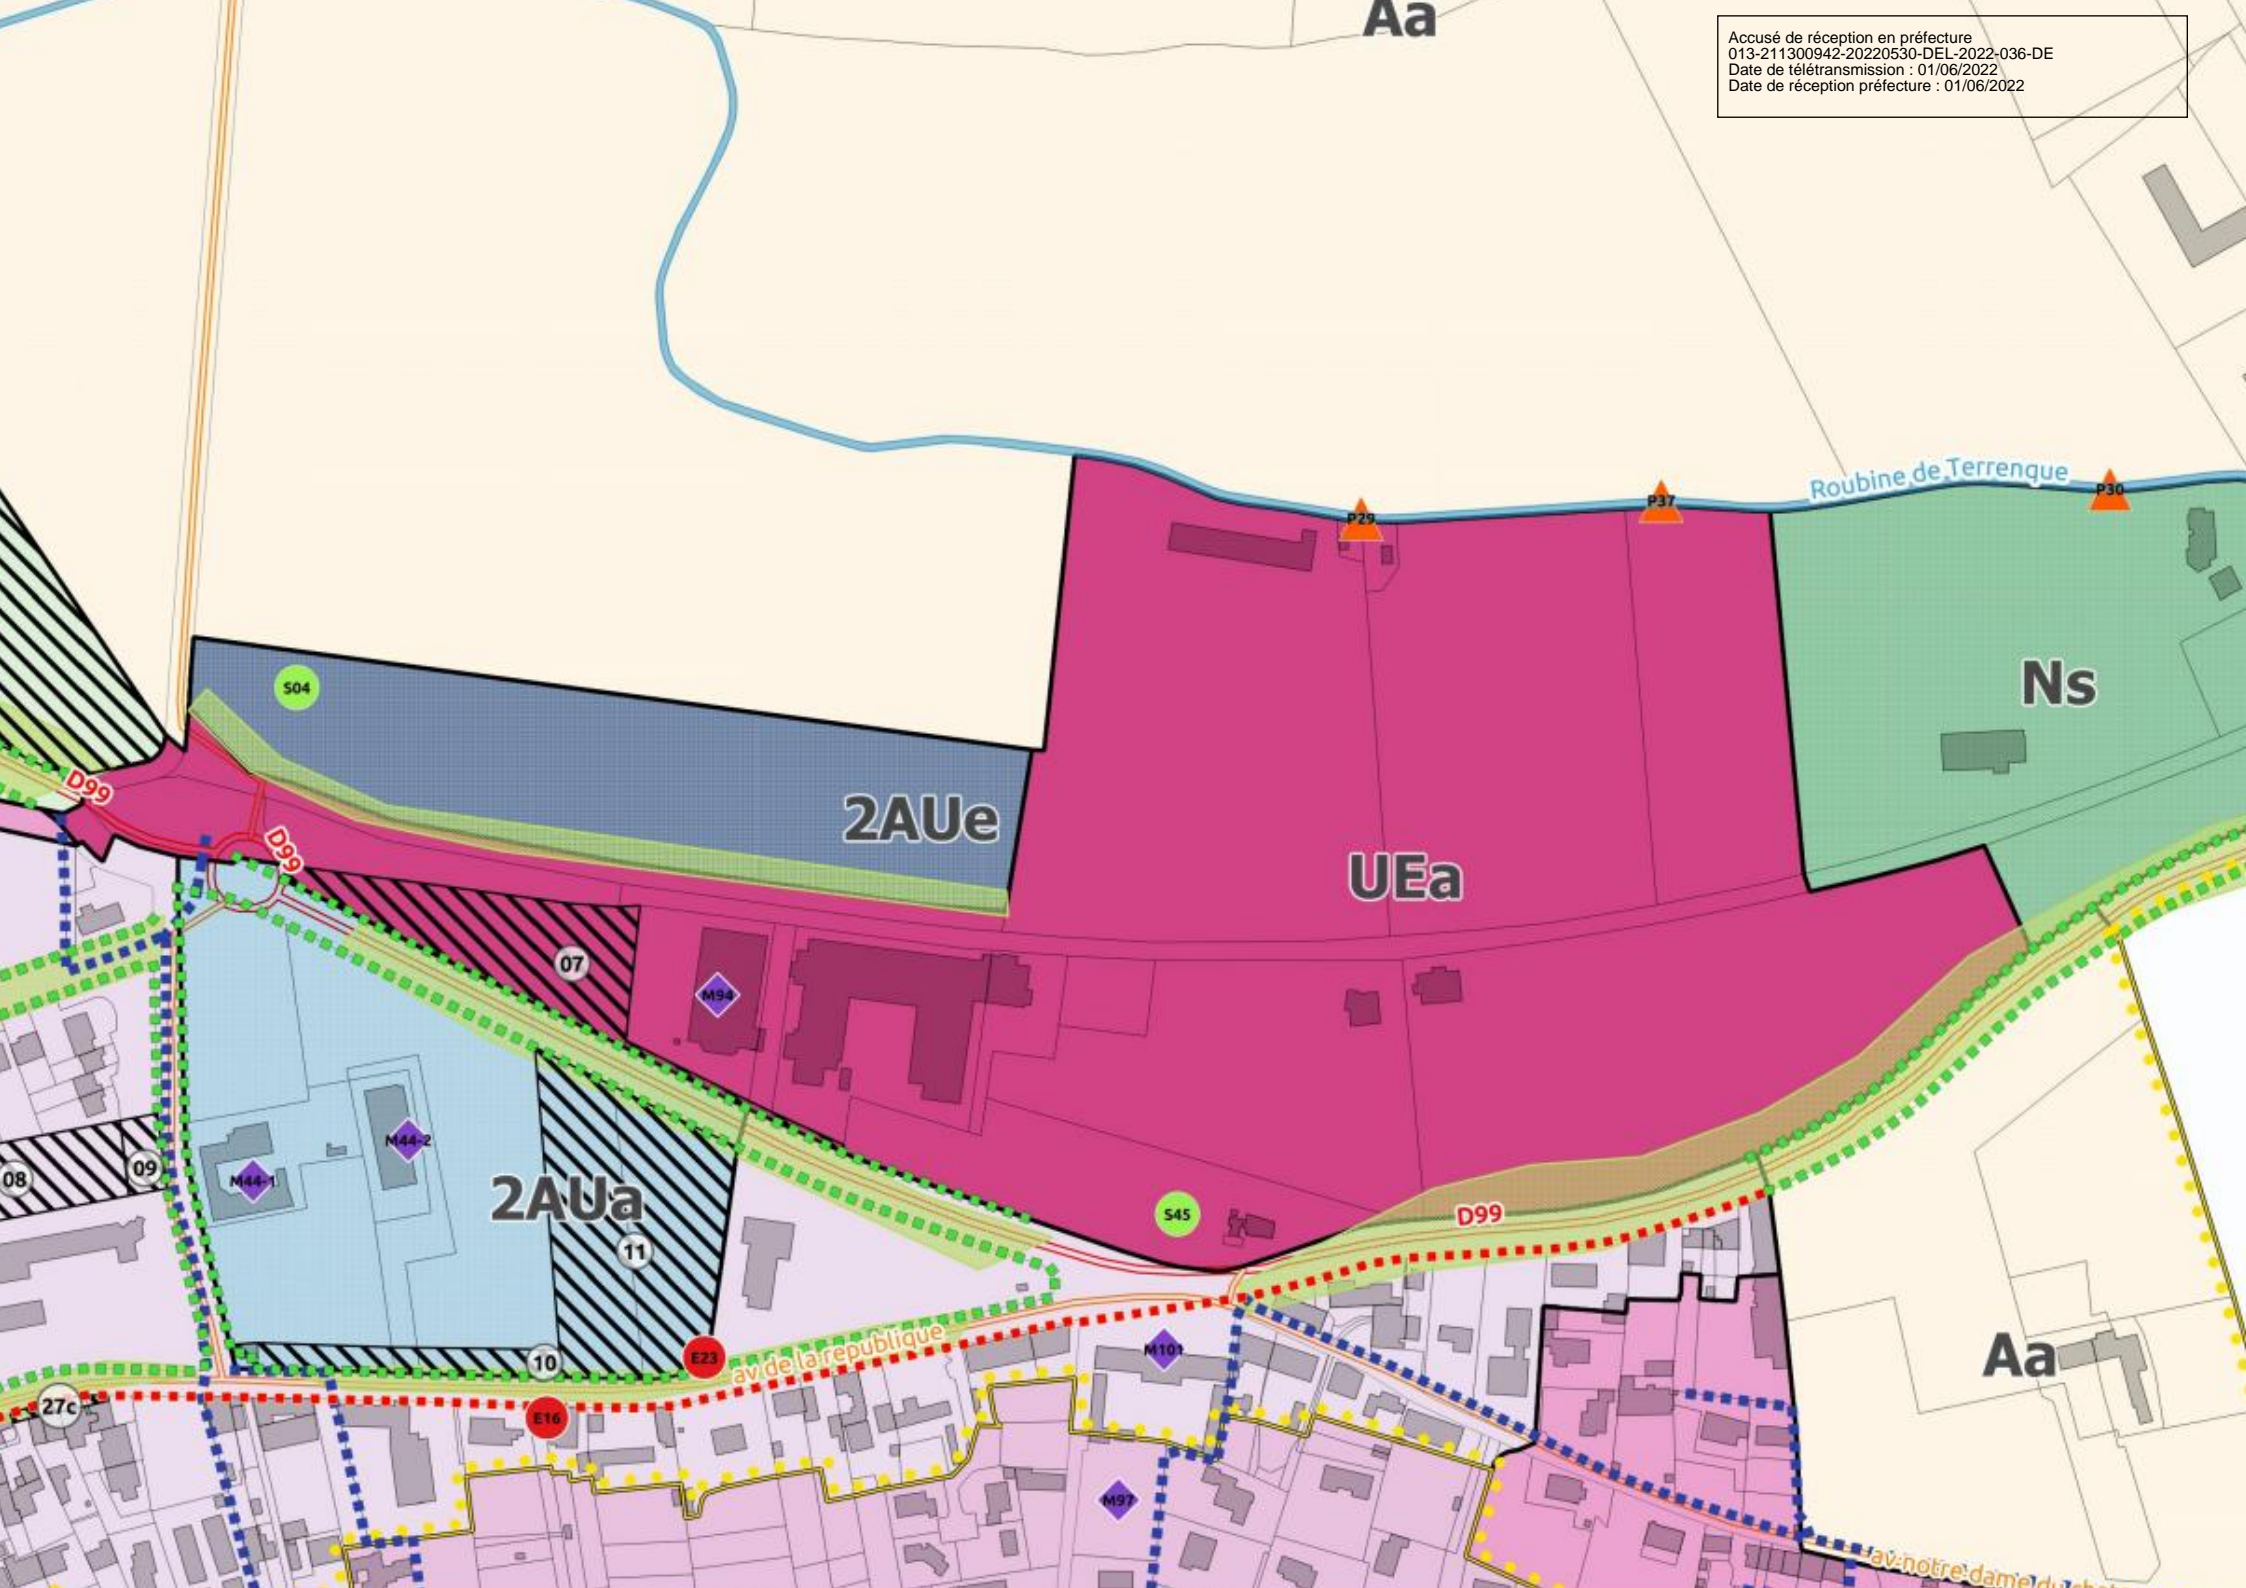 Aa
Accusé de réception en préfecture
013-211300942-20220530-DEL-2022-036-DE
Date de télétransmission : 01/06/2022
Date de réception préfecture : 01/06/2022
Roubine de Terrenque
P29
P37
P30
S04
Ns
2AUe
UEa
D99
D99
07
M94
M44-2
M44-1
09
08
2AUa
11
S45
D99
10
E23
E16
27c
av de la republique
M101
M97
Aa
av notre dame du